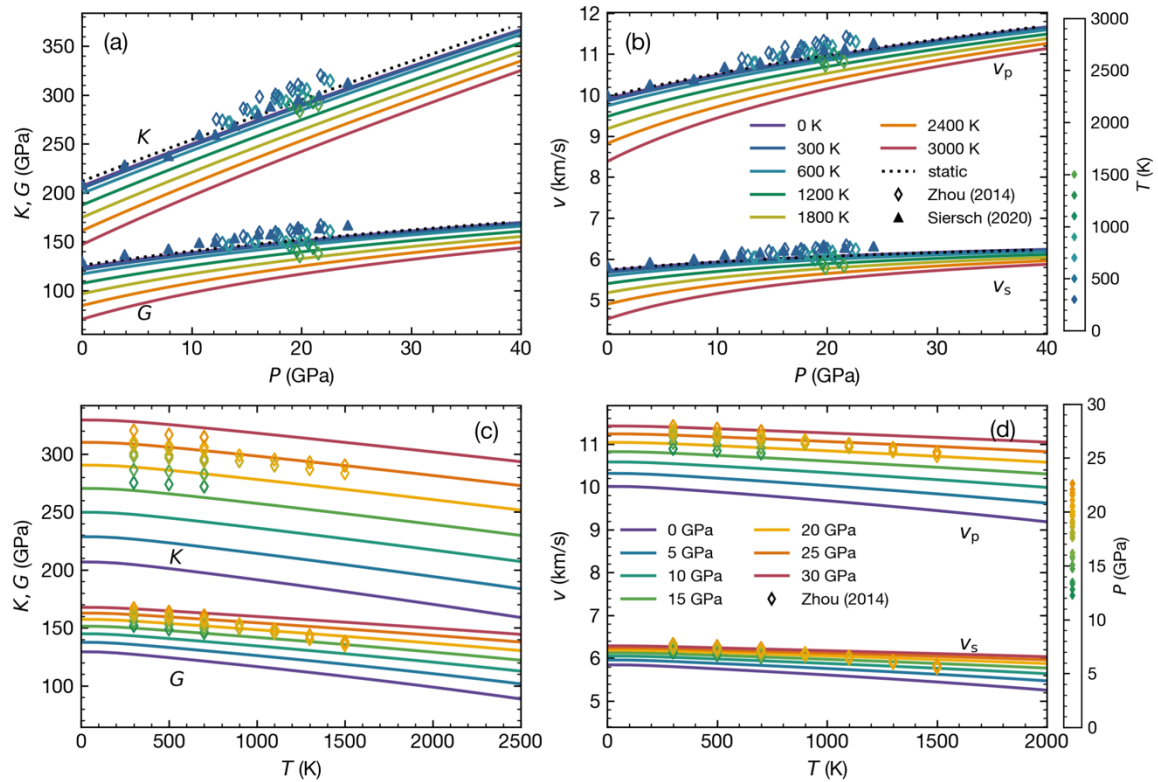 (a)
K, G (GPa)
350
300
250
200
150
100
K
G
0
10
20
30
40
P (GPa)
(b)
v (km/s)
12
11
10
9
8
7
6
5
vp
0 K
300 K
600 K
1200 K
1800 K
2400 K
3000 K
static
Zhou (2014)
Siersch (2020)
vs
0
10
20
30
40
P (GPa)
3000
2500
2000
1500
1000
500
0
T (K)
(c)
K, G (GPa)
300
250
200
150
100
K
G
0
500
1000
1500
2000
2500
T (K)
(d)
v (km/s)
11
10
9
8
7
6
5
vp
0 GPa
5 GPa
10 GPa
15 GPa
20 GPa
25 GPa
30 GPa
Zhou (2014)
vs
0
500
1000
1500
2000
T (K)
30
25
20
15
10
5
0
P (GPa)